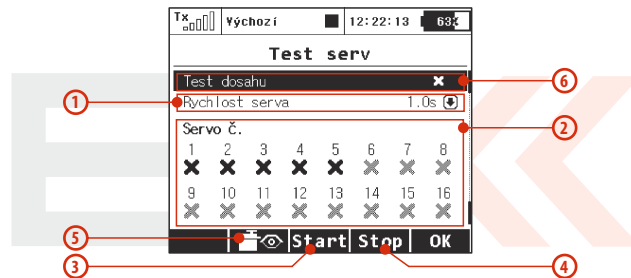 Tx Výchozí 12:22:13 63%
Test serv
Test dosahu
Rychlost serva 1.0s
Servo č.
1 2 3 4 5 6 7 8
9 10 11 12 13 14 15 16
Start Stop OK
1
2
3
4
5
6